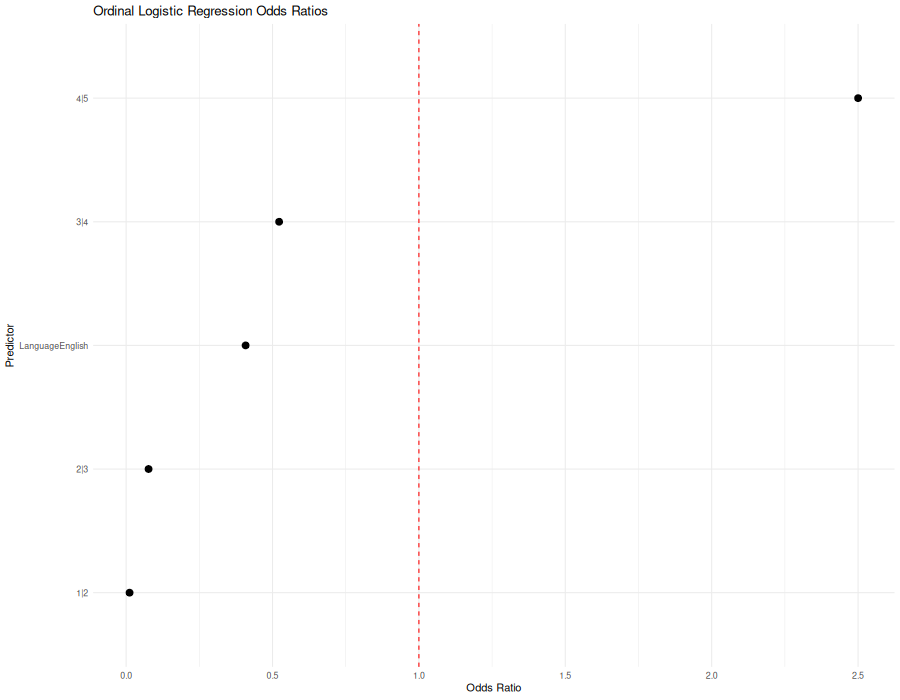 Ordinal Logistic Regression Odds Ratios
4|5
3|4
LanguageEnglish
2|3
1|2
Predictor
0.0 0.5 1.0 1.5 2.0 2.5
Odds Ratio